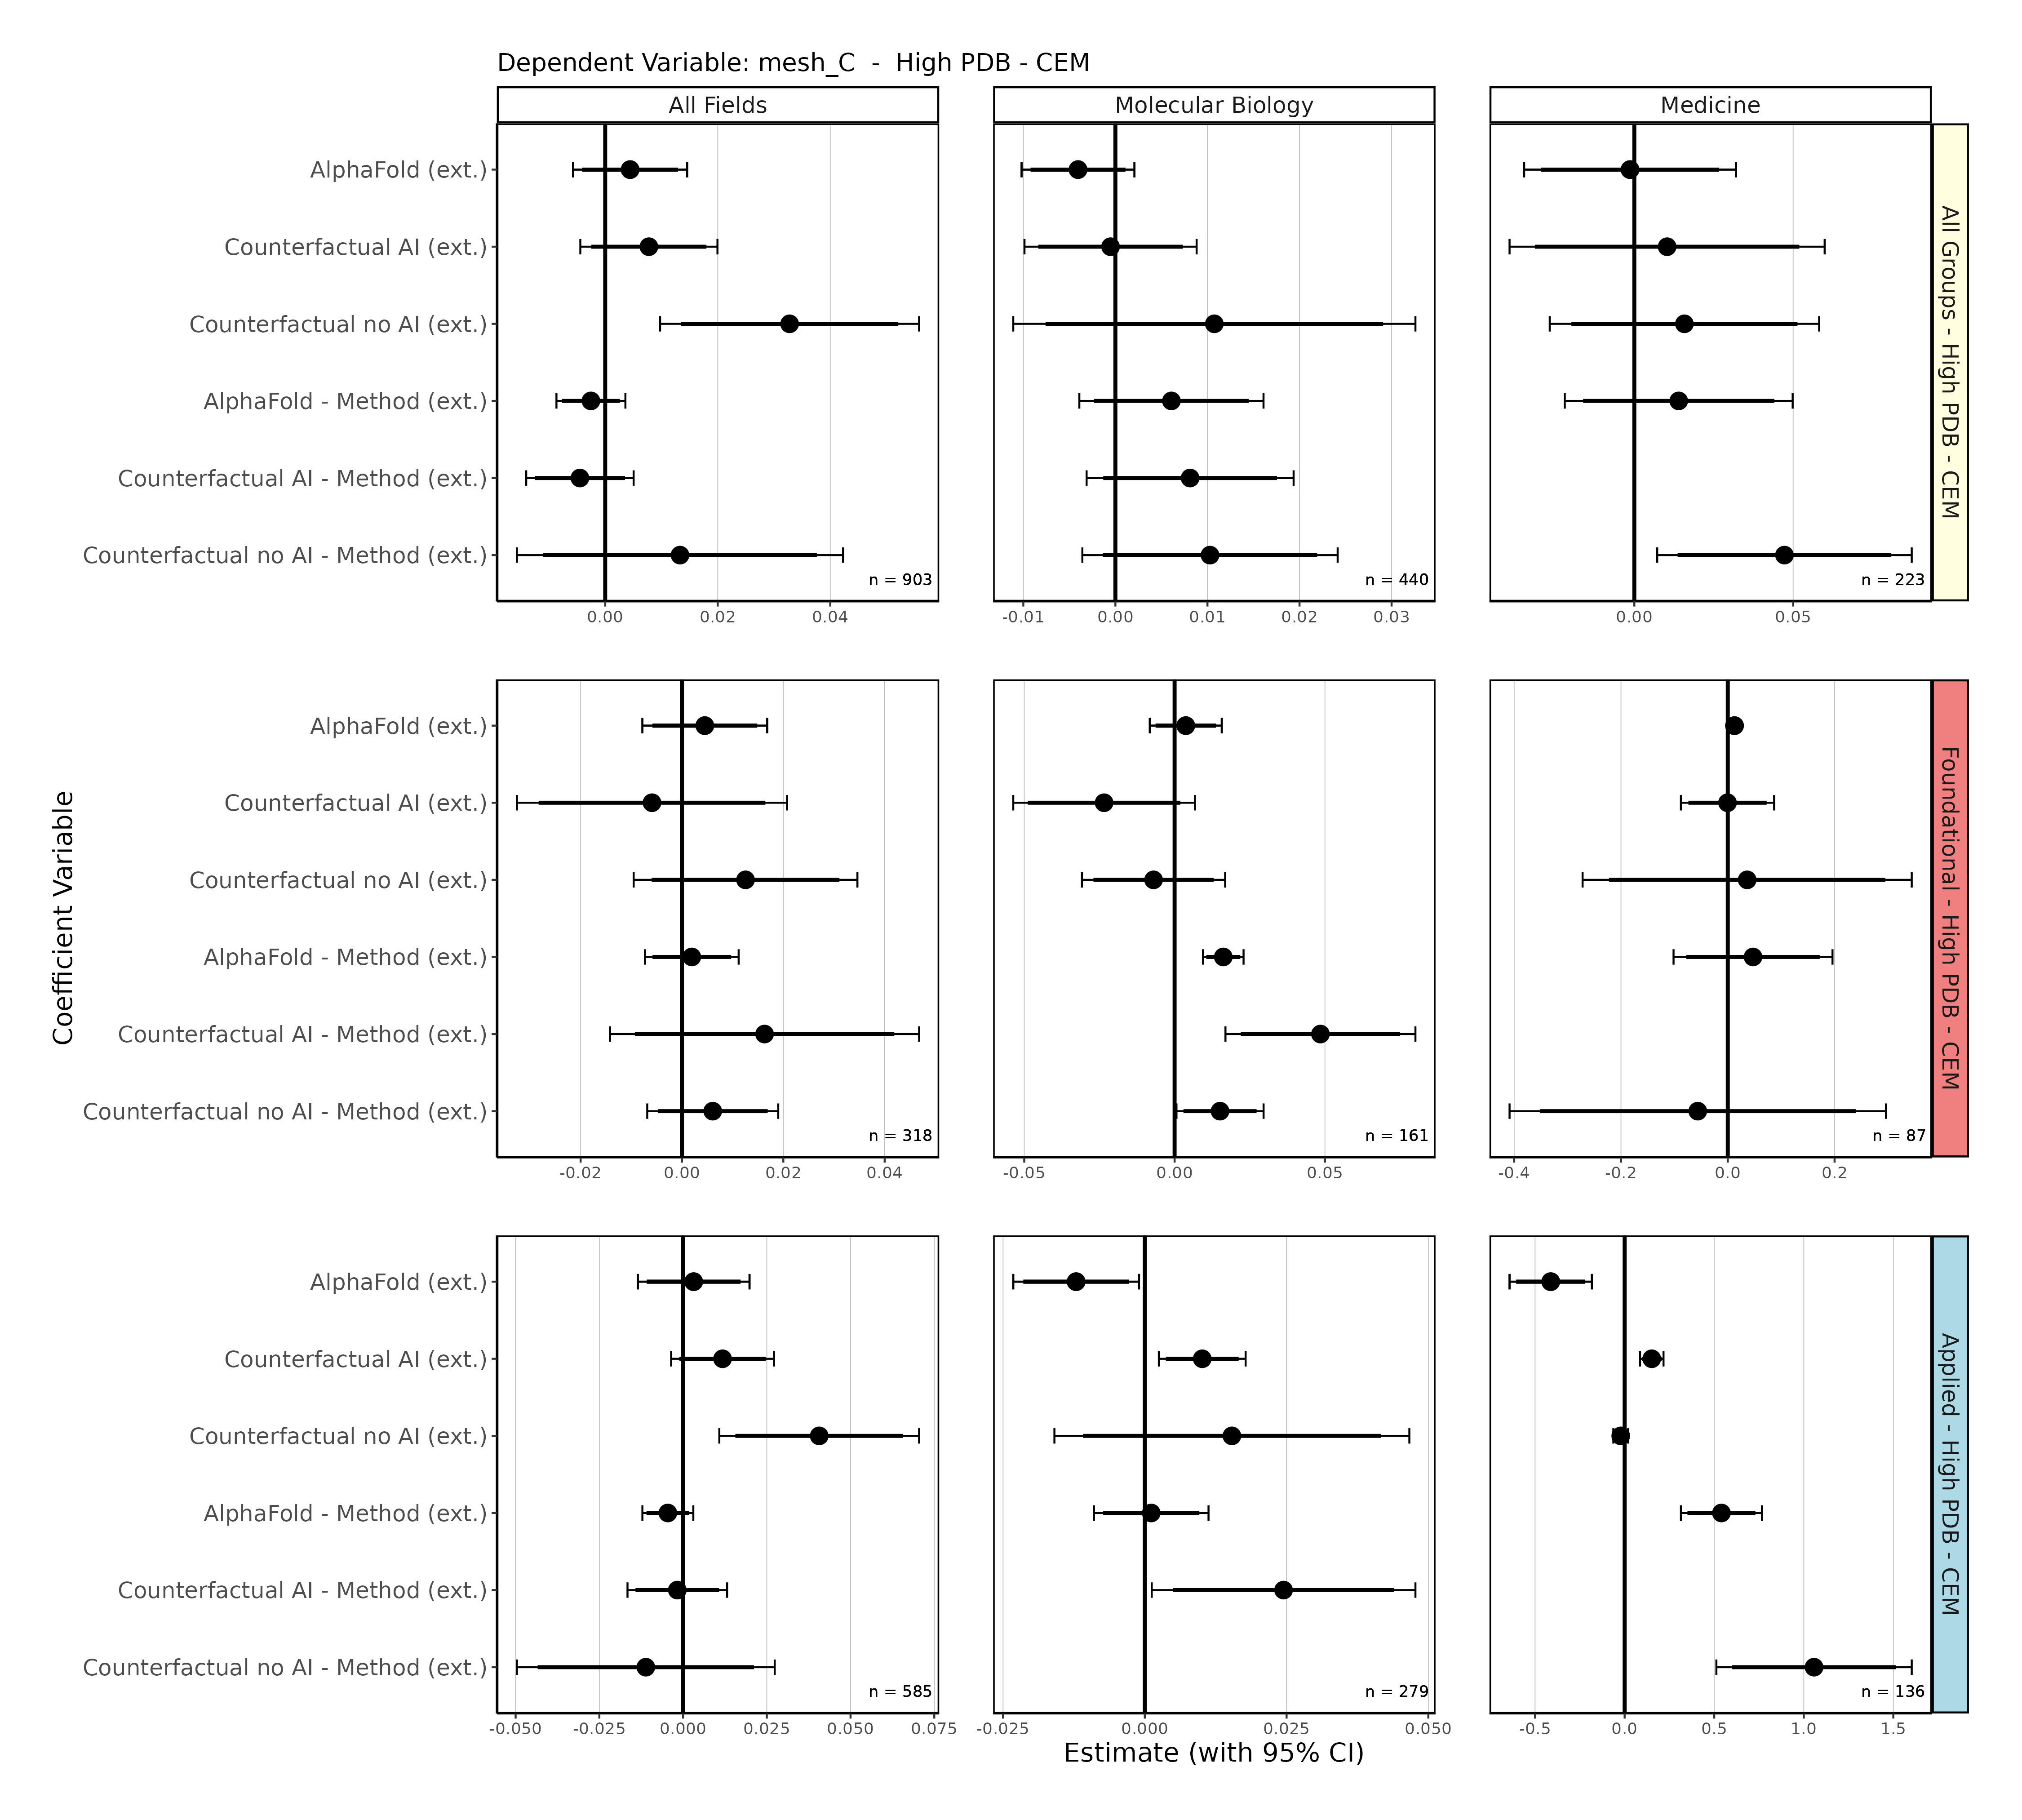 Dependent Variable: mesh_C - High PDB - CEM
All Fields
Molecular Biology
Medicine
AlphaFold (ext.)
Counterfactual AI (ext.)
Counterfactual no AI (ext.)
AlphaFold - Method (ext.)
Counterfactual AI - Method (ext.)
Counterfactual no AI - Method (ext.)
n = 903
n = 440
n = 223
0.00 0.02 0.04
-0.01 0.00 0.01 0.02 0.03
0.00 0.05
All Groups - High PDB - CEM
Coefficient Variable
AlphaFold (ext.)
Counterfactual AI (ext.)
Counterfactual no AI (ext.)
AlphaFold - Method (ext.)
Counterfactual AI - Method (ext.)
Counterfactual no AI - Method (ext.)
n = 318
n = 161
n = 87
-0.02 0.00 0.02 0.04
-0.05 0.00 0.05
-0.4 -0.2 0.0 0.2
Foundational - High PDB - CEM
AlphaFold (ext.)
Counterfactual AI (ext.)
Counterfactual no AI (ext.)
AlphaFold - Method (ext.)
Counterfactual AI - Method (ext.)
Counterfactual no AI - Method (ext.)
n = 585
n = 279
n = 136
-0.050 -0.025 0.000 0.025 0.050 0.075
-0.025 0.000 0.025 0.050
-0.5 0.0 0.5 1.0 1.5
Applied - High PDB - CEM
Estimate (with 95% CI)